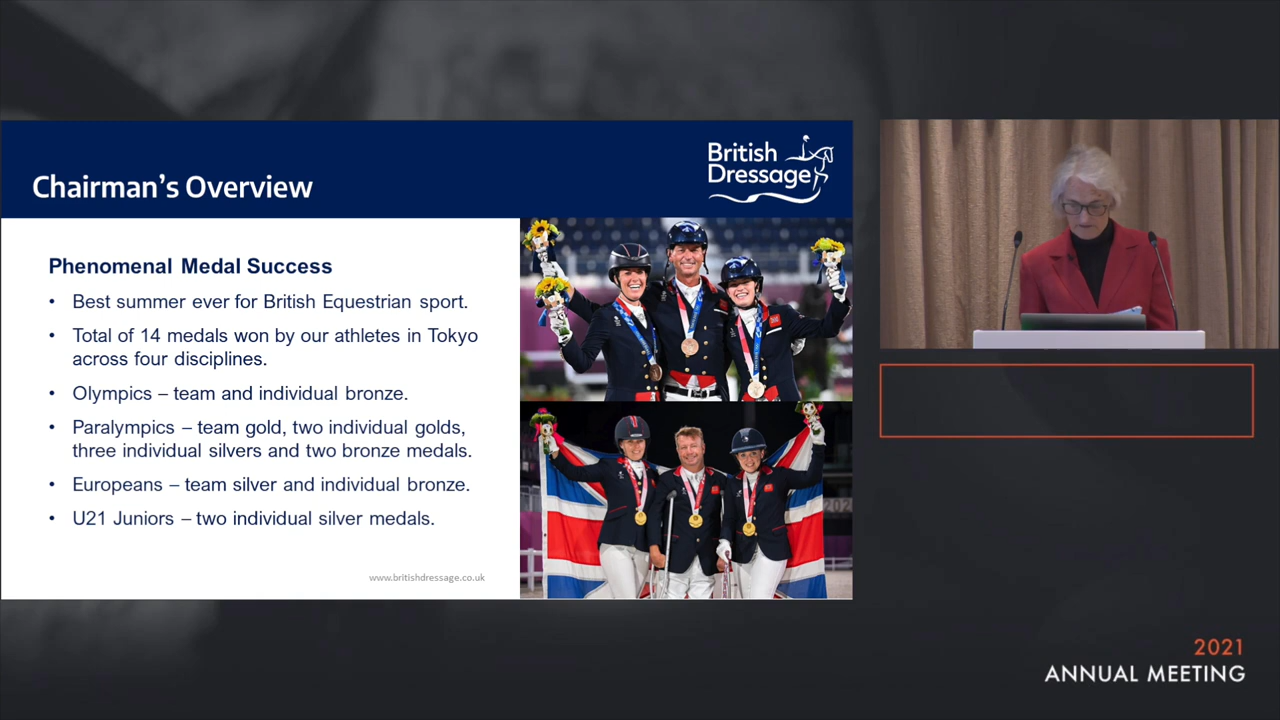 Chairman's Overview
British
Dressage
Phenomenal Medal Success
• Best summer ever for British Equestrian sport.
• Total of 14 medals won by our athletes in Tokyo
across four disciplines.
• Olympics – team and individual bronze.
• Paralympics – team gold, two individual golds,
three individual silvers and two bronze medals.
• Europeans – team silver and individual bronze.
• U21 Juniors – two individual silver medals.
www.britishdressage.co.uk
2021
ANNUAL MEETING